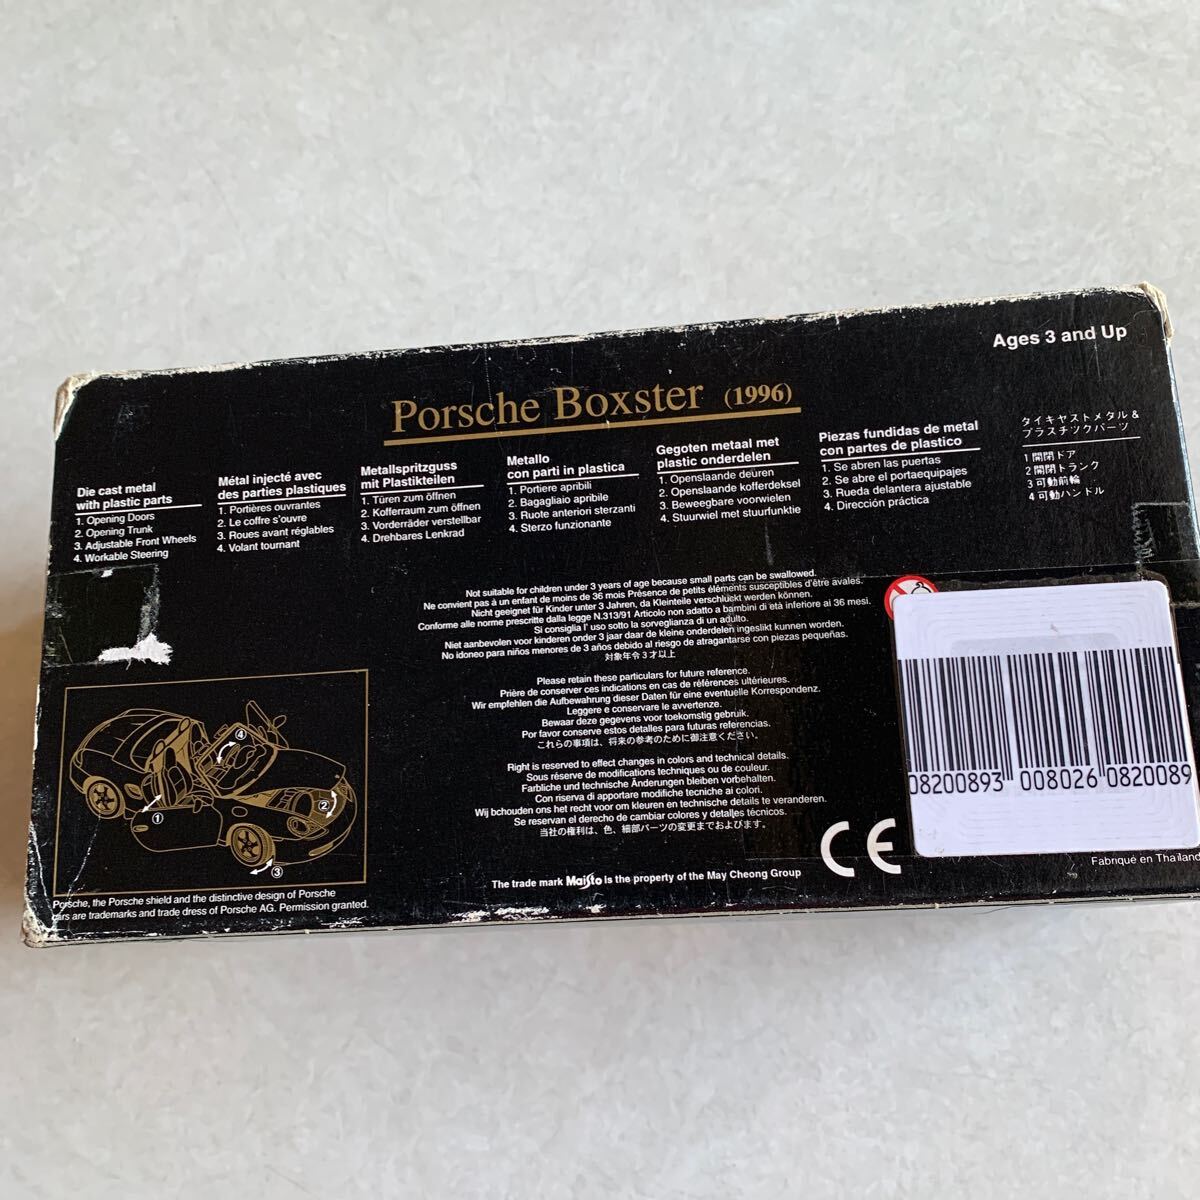 Ages 3 and Up
Porsche Boxster (1996)
Die cast metal
with plastic parts
1. Opening Doors
2. Opening Trunk
3. Adjustable Front Wheels
4. Workable Steering
Métal injecté avec
des parties plastiques
1. Portières ouvrantes
2. Le coffre s'ouvre
3. Roues avant réglables
4. Volant tournant
Metallspritzguss
mit Plastikteilen
1. Türen zum öffnen
2. Kofferraum zum öffnen
3. Vorderräder verstellbar
4. Drehbares Lenkrad
Metallo
con parti in plastica
1. Portiere apribili
2. Bagagliaio apribile
3. Ruote anteriori sterzanti
4. Sterzo funzionante
Gegoten metaal met
plastic onderdelen
1. Openslaande deuren
2. Openslaande kofferdeksel
3. Beweegbare voorwielen
4. Stuurwiel met stuurfunktie
Piezas fundidas de metal
con partes de plastico
1. Se abren las puertas
2. Se abre el portaequipajes
3. Rueda delantera ajustable
4. Dirección práctica
タイキャストメタル&
プラスチックパーツ
1 開閉ドア
2 開閉トランク
3 可動前輪
4 可動ハンドル
Not suitable for children under 3 years of age because small parts can be swallowed.
Ne convient pas à un enfant de moins de 36 mois Présence de petits éléments susceptibles d'être avales.
Nicht geeignet für Kinder unter 3 Jahren, da Kleinteile verschluckt werden können.
Conforme alle norme prescritte dalla legge N.313/91 Articolo non adatto a bambini di età inferiore ai 36 mesi.
Si consiglia l' uso sotto la sorveglianza di un adulto.
Niet aanbevolen voor kinderen onder 3 jaar daar de kleine onderdelen ingeslikt kunnen worden.
No idoneo para niños menores de 3 años debido al riesgo de atragantarse con piezas pequeñas.
対象年令3才以上
Please retain these particulars for future reference.
Prière de conserver ces indications en cas de références ultérieures.
Wir empfehlen die Aufbewahrung dieser Daten für eine eventuelle Korrespondenz.
Leggere e conservare le avvertenze.
Bewaar deze gegevens voor toekomstig gebruik.
Por favor conserve estos detalles para futuras referencias.
これらの事項は、将来の参考のために御注意ください。
Right is reserved to effect changes in colors and technical details.
Sous réserve de modifications techniques ou de couleur.
Farbliche und technische Änderungen bleiben vorbehalten.
Con riserva di apportare modifiche tecniche ai colori.
Wij bchouden ons het recht voor om kleuren en technische details te veranderen.
Se reservan el derecho de cambiar colores y detalles técnicos.
当社の権利は、色、細部パーツの変更までおよびます。
The trade mark Maisto is the property of the May Cheong Group
1
2
3
4
Porsche, the Porsche shield and the distinctive design of Porsche
cars are trademarks and trade dress of Porsche AG. Permission granted.
CE
08200893 008026 0820089
Fabriqué en Thailand